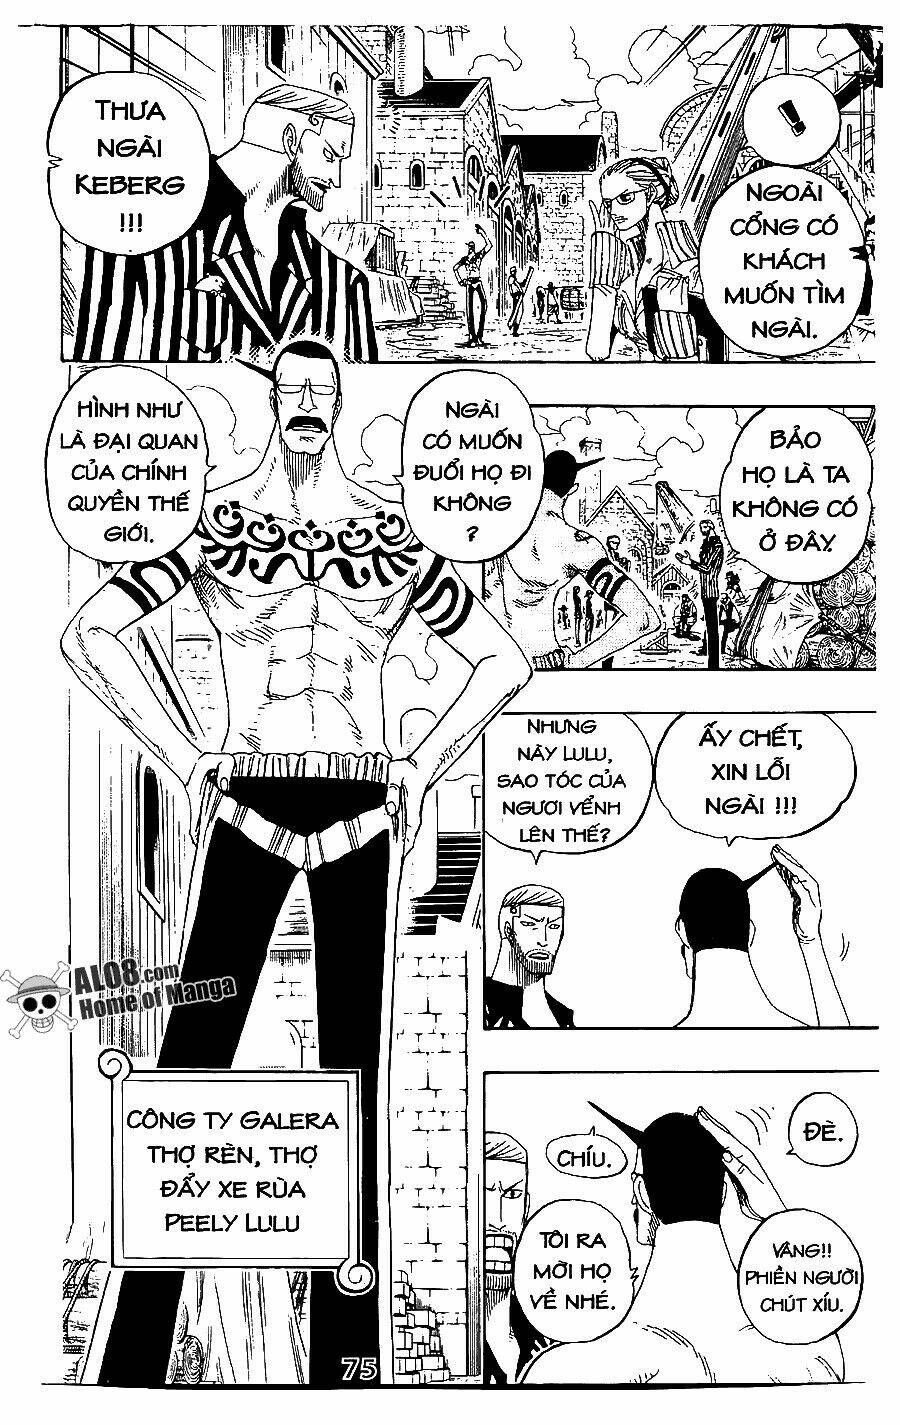 THƯA
NGÀI
KEBERG
!!!
!
NGOÀI
CỔNG CÓ
KHÁCH
MUỐN TÌM
NGÀI.
HÌNH NHƯ
LÀ ĐẠI QUAN
CỦA CHÍNH
QUYỀN THẾ
GIỚI.
NGÀI
CÓ MUỐN
ĐUỔI HỌ ĐI
KHÔNG
?
BẢO
HỌ LÀ TA
KHÔNG CÓ
Ở ĐÂY.
NHƯNG
NÀY LULU,
SAO TÓC CỦA
NGƯƠI VỂNH
LÊN THẾ?
ẤY CHẾT,
XIN LỖI
NGÀI !!!
AL08.com
Home of Manga
CÔNG TY GALERA
THỢ RÈN, THỢ
ĐẨY XE RÙA
PEELY LULU
ĐÈ.
CHÍU.
TÔI RA
MỜI HỌ
VỀ NHÉ.
VÂNG!!
PHIỀN NGƯỜI
CHÚT XÍU.
75